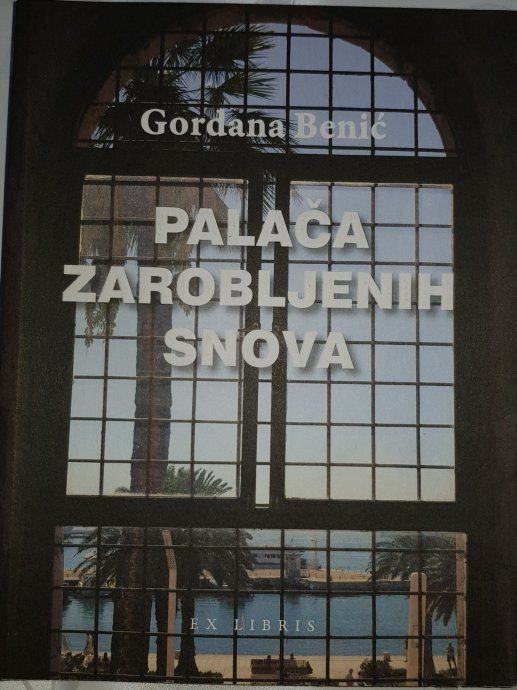 Gordana Benić
PALAČA
ZAROBLJENIH
SNOVA
EX LIBRIS